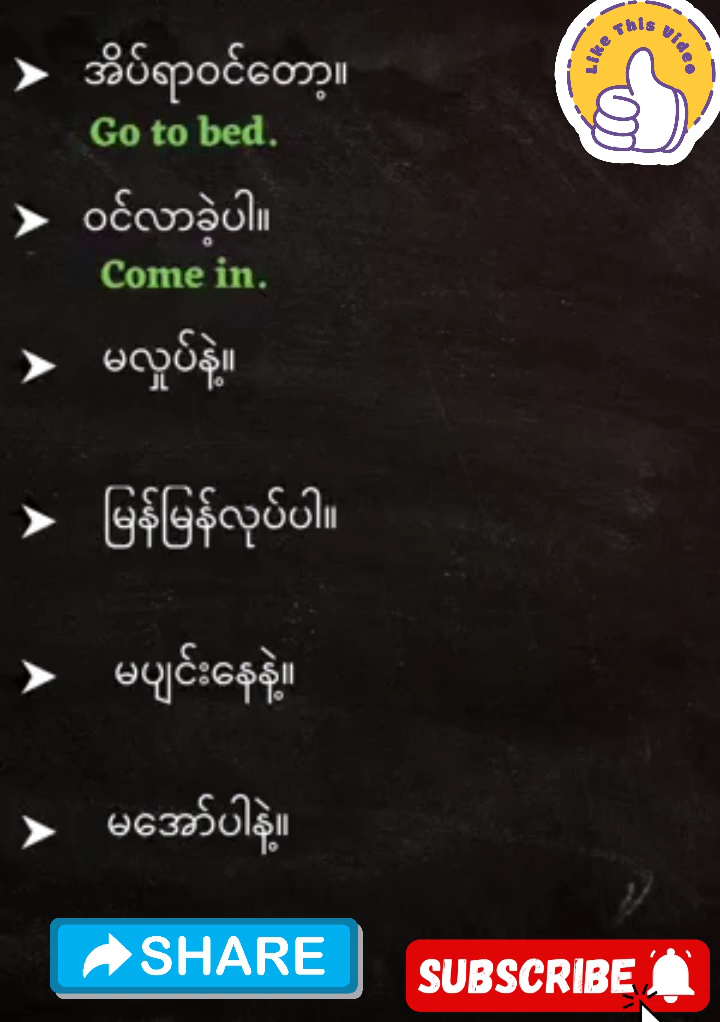 Like This Video
အိပ်ရာဝင်တော့။
Go to bed.
ဝင်လာခဲ့ပါ။
Come in.
မလှုပ်နဲ့။
မြန်မြန်လုပ်ပါ။
မပျင်းနေနဲ့။
မအော်ပါနဲ့။
SHARE
SUBSCRIBE